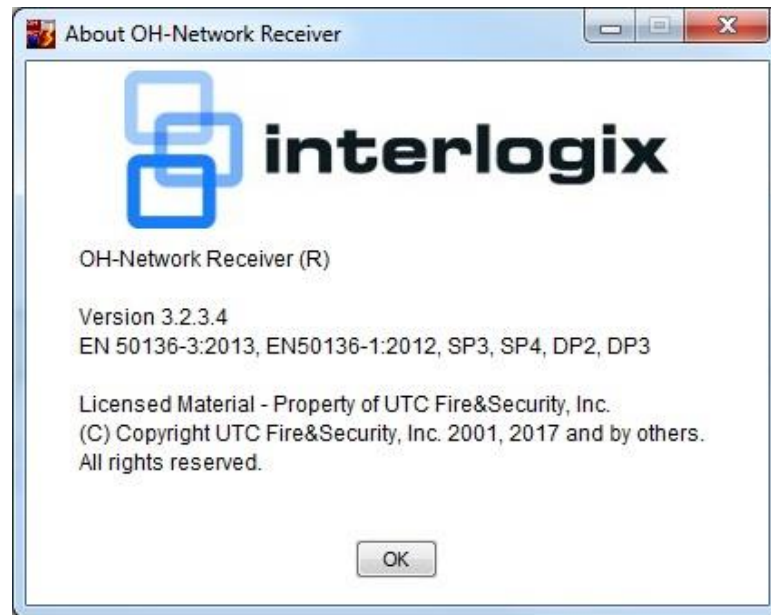 About OH-Network Receiver
interlogix
OH-Network Receiver (R)
Version 3.2.3.4
EN 50136-3:2013, EN50136-1:2012, SP3, SP4, DP2, DP3
Licensed Material - Property of UTC Fire&Security, Inc.
(C) Copyright UTC Fire&Security, Inc. 2001, 2017 and by others.
All rights reserved.
OK